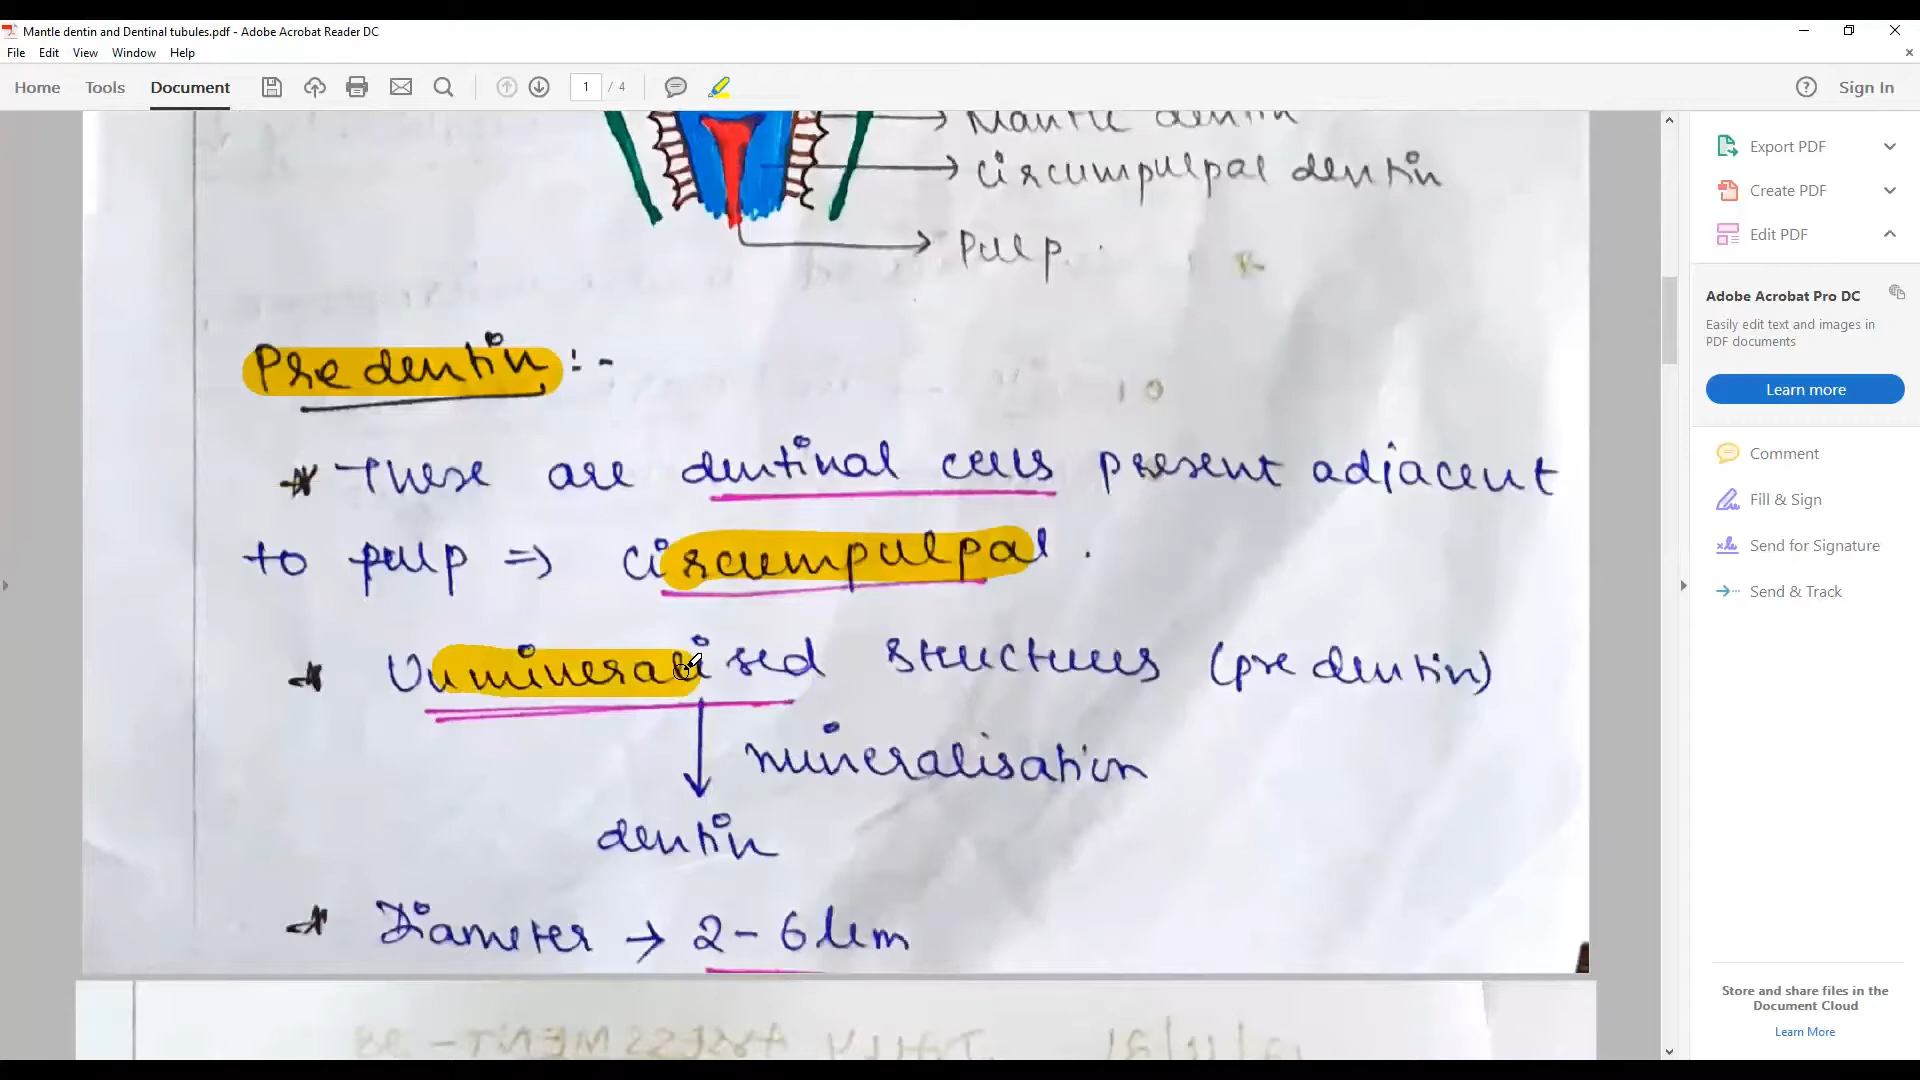 Mantle dentin and Dentinal tubules.pdf - Adobe Acrobat Reader DC
File Edit View Window Help
Home Tools Document 1 / 4 Sign In
Mantle dentin
circumpulpal dentin
Pulp
Export PDF
Create PDF
Edit PDF
Adobe Acrobat Pro DC
Easily edit text and images in
PDF documents
Learn more
Comment
Fill & Sign
Send for Signature
Send & Track
Store and share files in the
Document Cloud
Learn More
Predentin :-
* These are dentinal cells present adjacent
to pulp => circumpulpal.
* Unmineralised structures (predentin)
mineralisation
dentin
* Diameter → 2-6 µm